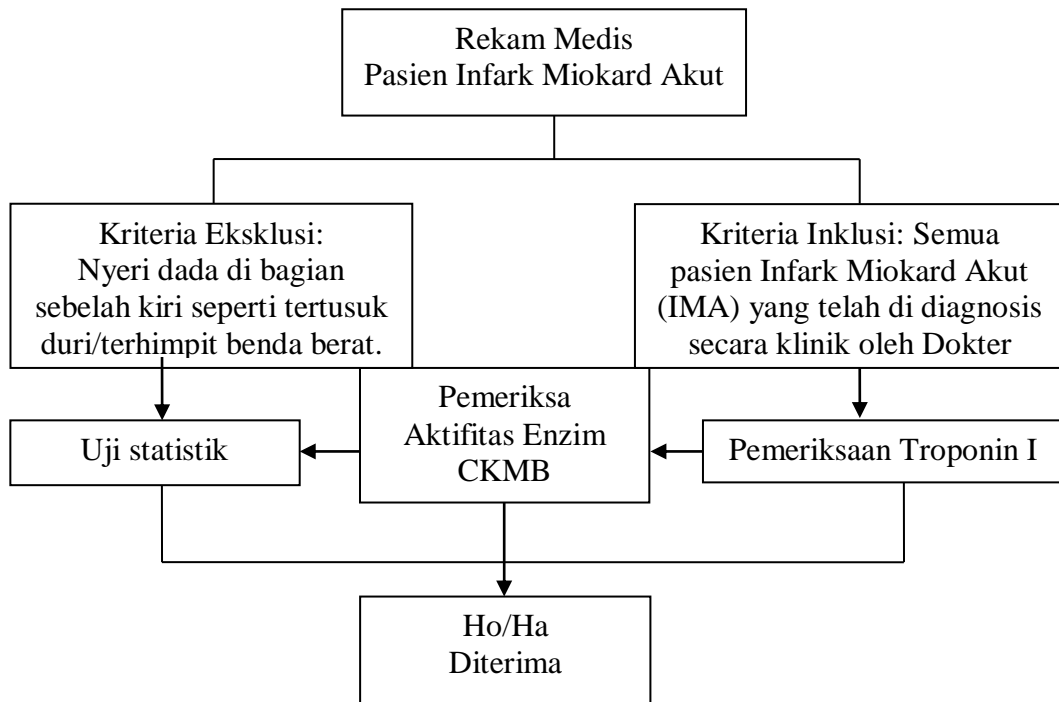 Rekam Medis
Pasien Infark Miokard Akut
Kriteria Eksklusi:
Nyeri dada di bagian
sebelah kiri seperti tertusuk
duri/terhimpit benda berat.
Kriteria Inklusi: Semua
pasien Infark Miokard Akut
(IMA) yang telah di diagnosis
secara klinik oleh Dokter
Uji statistik
Pemeriksa
Aktifitas Enzim
CKMB
Pemeriksaan Troponin I
Ho/Ha
Diterima